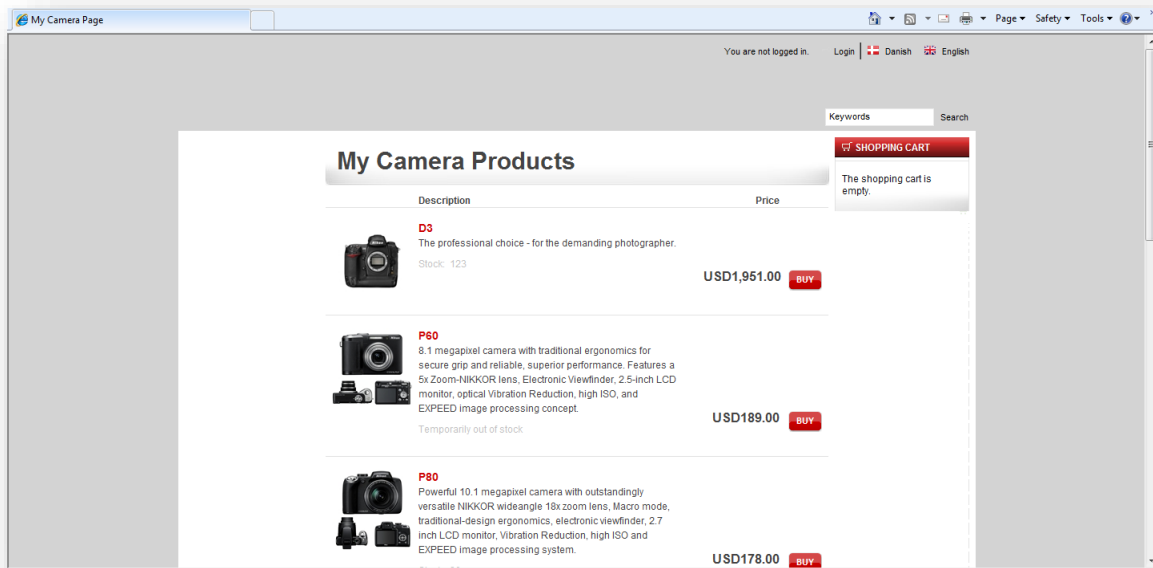 My Camera Page
Page Safety Tools
You are not logged in. Login Danish English
Keywords Search
My Camera Products
SHOPPING CART
The shopping cart is
empty.
Description Price
D3
The professional choice - for the demanding photographer.
Stock: 123
USD1,951.00 BUY
P60
8.1 megapixel camera with traditional ergonomics for
secure grip and reliable, superior performance. Features a
5x Zoom-NIKKOR lens, Electronic Viewfinder, 2.5-inch LCD
monitor, optical Vibration Reduction, high ISO, and
EXPEED image processing concept.
Temporarily out of stock
USD189.00 BUY
P80
Powerful 10.1 megapixel camera with outstandingly
versatile NIKKOR wideangle 18x zoom lens, Macro mode,
traditional-design ergonomics, electronic viewfinder, 2.7
inch LCD monitor, Vibration Reduction, high ISO and
EXPEED image processing system.
USD178.00 BUY